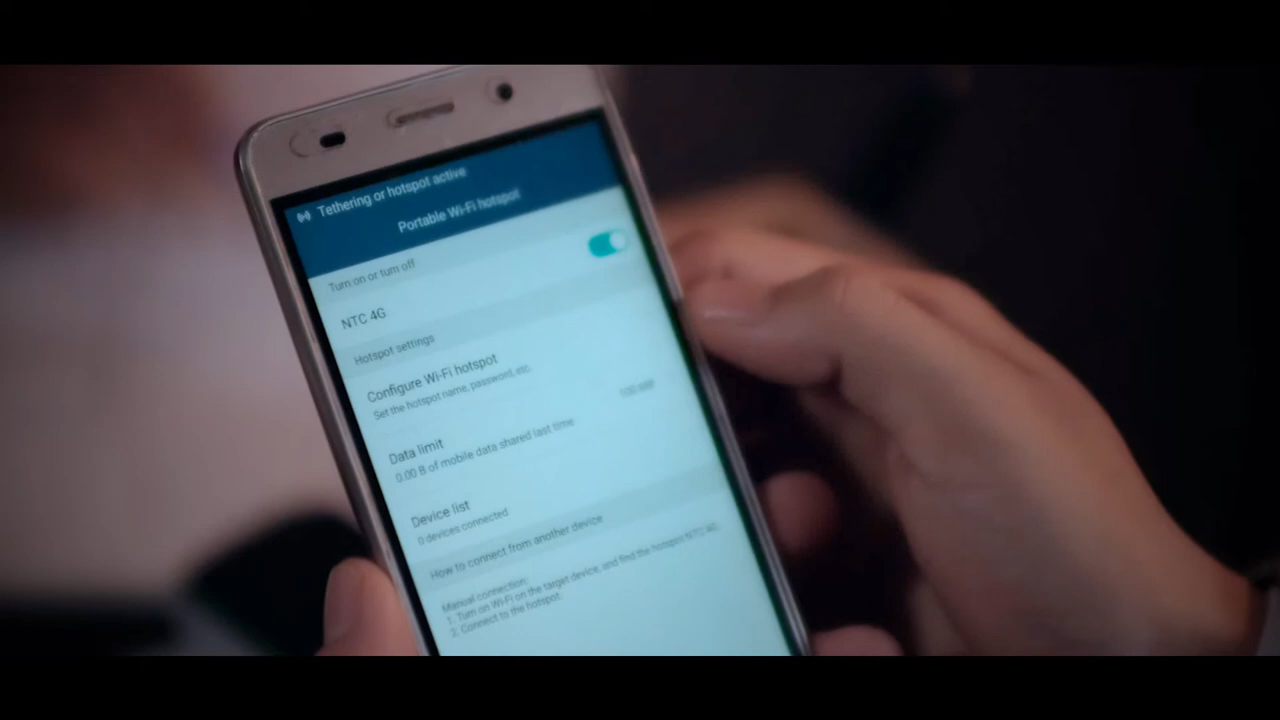 Tethering or hotspot active
Portable Wi-Fi hotspot
Turn on or turn off
NTC 4G
Hotspot settings
Configure Wi-Fi hotspot
Set the hotspot name, password, etc.
Data limit
0.00 B of mobile data shared last time
Device list
0 devices connected
How to connect from another device
Manual connection:
1. Turn on Wi-Fi on the target device, and find the hotspot NTC 4G.
2. Connect to the hotspot.